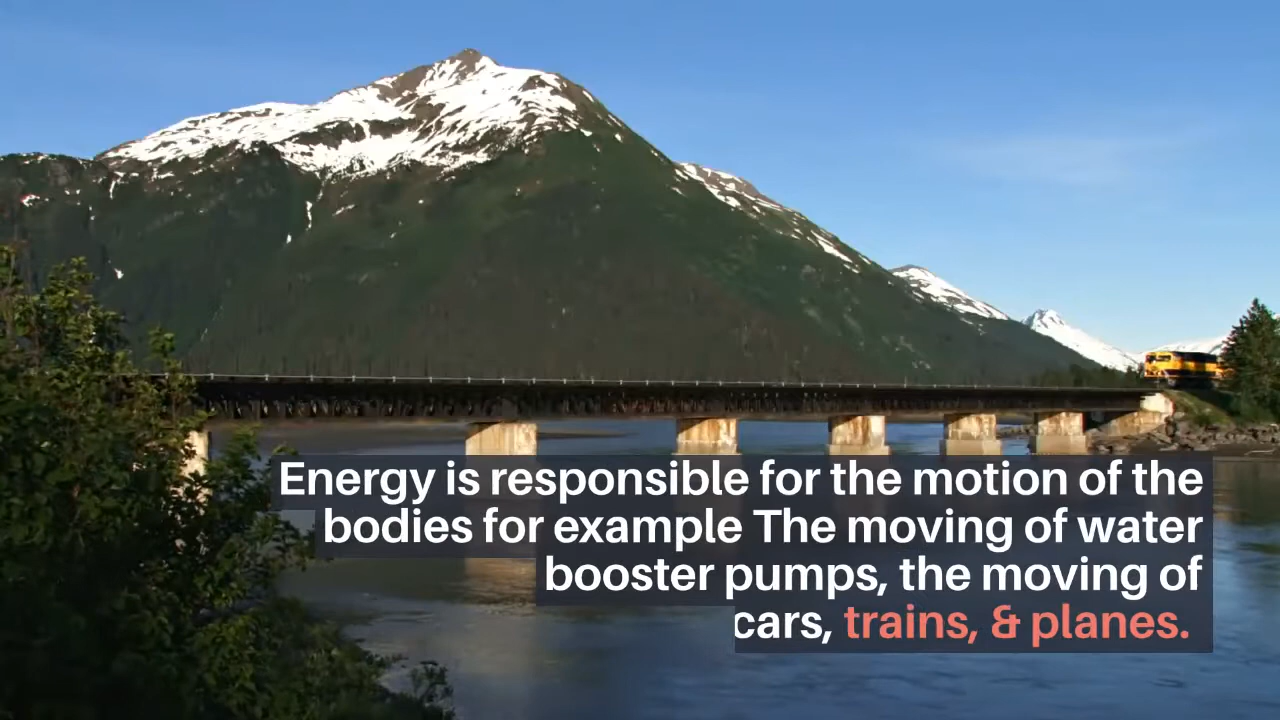 Energy is responsible for the motion of the
bodies for example The moving of water
booster pumps, the moving of
cars, trains, & planes.